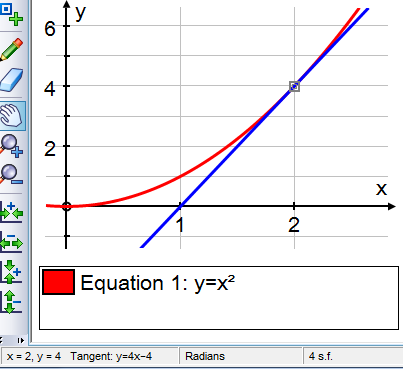 y
6
4
2
x
1 2
Equation 1: y=x²
x = 2, y = 4 Tangent: y=4x−4 Radians 4 s.f.